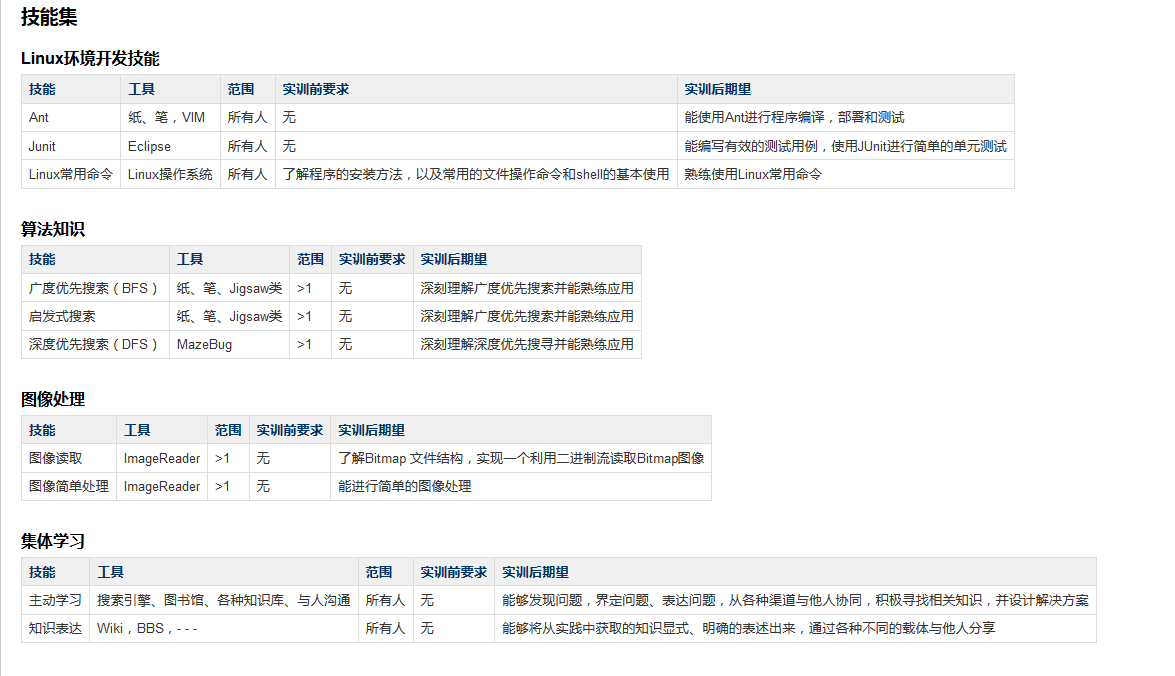 技能集
Linux环境开发技能
技能 工具 范围 实训前要求 实训后期望
Ant 纸、笔，VIM 所有人 无 能使用Ant进行程序编译，部署和测试
Junit Eclipse 所有人 无 能编写有效的测试用例，使用JUnit进行简单的单元测试
Linux常用命令 Linux操作系统 所有人 了解程序的安装方法，以及常用的文件操作命令和shell的基本使用 熟练使用Linux常用命令
算法知识
技能 工具 范围 实训前要求 实训后期望
广度优先搜索（BFS） 纸、笔、Jigsaw类 >1 无 深刻理解广度优先搜索并能熟练应用
启发式搜索 纸、笔、Jigsaw类 >1 无 深刻理解广度优先搜索并能熟练应用
深度优先搜索（DFS） MazeBug >1 无 深刻理解深度优先搜寻并能熟练应用
图像处理
技能 工具 范围 实训前要求 实训后期望
图像读取 ImageReader >1 无 了解Bitmap 文件结构，实现一个利用二进制流读取Bitmap图像
图像简单处理 ImageReader >1 无 能进行简单的图像处理
集体学习
技能 工具 范围 实训前要求 实训后期望
主动学习 搜索引擎、图书馆、各种知识库、与人沟通 所有人 无 能够发现问题，界定问题、表达问题，从各种渠道与他人协同，积极寻找相关知识，并设计解决方案
知识表达 Wiki，BBS，- - - 所有人 无 能够将从实践中获取的知识显式、明确的表述出来，通过各种不同的载体与他人分享